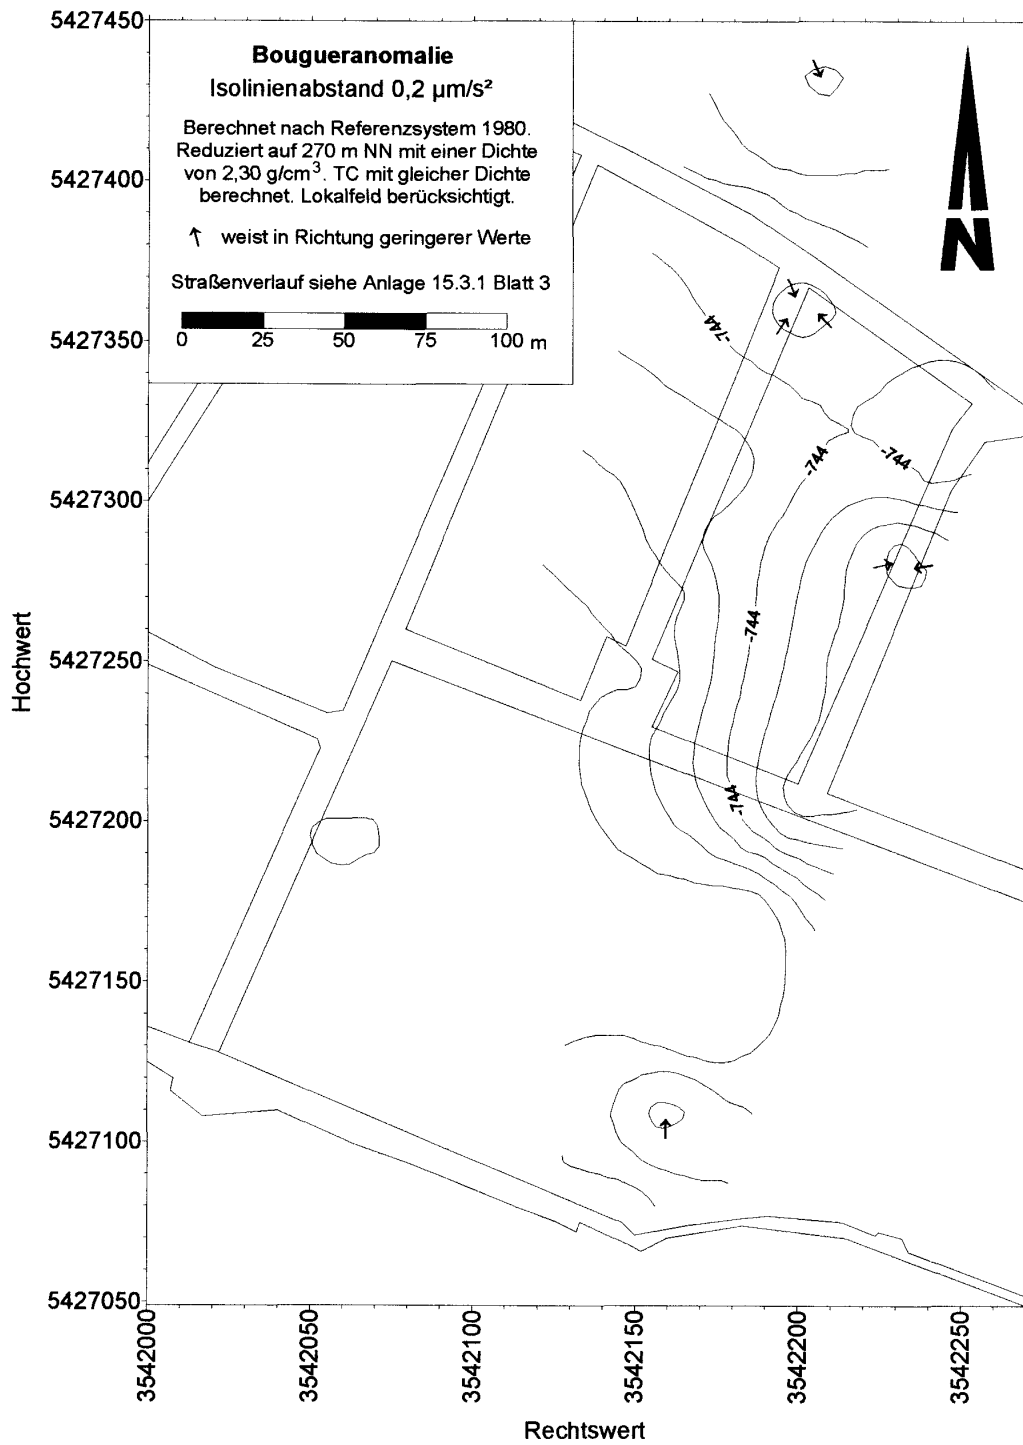 Bougueranomalie
Isolinienabstand 0,2 µm/s²
Berechnet nach Referenzsystem 1980.
Reduziert auf 270 m NN mit einer Dichte
von 2,30 g/cm³. TC mit gleicher Dichte
berechnet. Lokalfeld berücksichtigt.
weist in Richtung geringerer Werte
Straßenverlauf siehe Anlage 15.3.1 Blatt 3
0 25 50 75 100 m
N
-744
-744
-744
-744
-744
5427450
5427400
5427350
5427300
5427250
5427200
5427150
5427100
5427050
Hochwert
3542000
3542050
3542100
3542150
3542200
3542250
Rechtswert